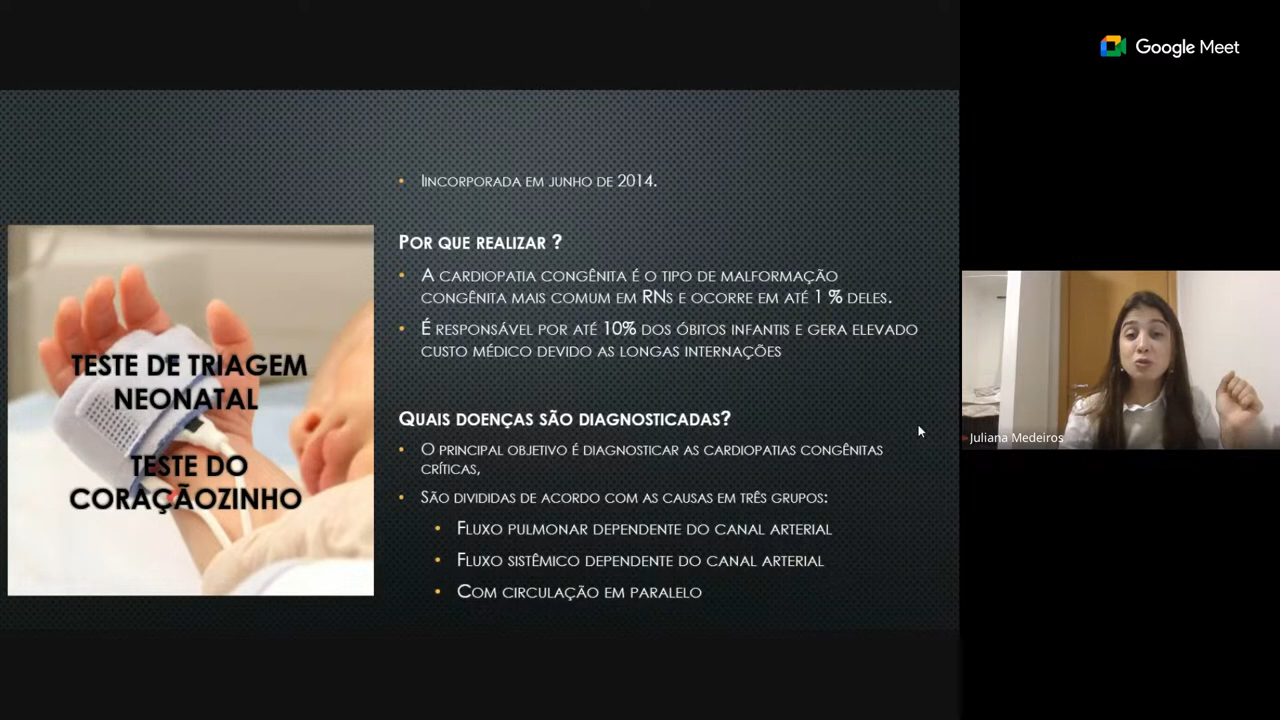 Google Meet
IINCORPORADA EM JUNHO DE 2014.
POR QUE REALIZAR ?
A CARDIOPATIA CONGÊNITA É O TIPO DE MALFORMAÇÃO
CONGÊNITA MAIS COMUM EM RNS E OCORRE EM ATÉ 1 % DELES.
É RESPONSÁVEL POR ATÉ 10% DOS ÓBITOS INFANTIS E GERA ELEVADO
CUSTO MÉDICO DEVIDO AS LONGAS INTERNAÇÕES
TESTE DE TRIAGEM
NEONATAL
TESTE DO
CORAÇÃOZINHO
QUAIS DOENÇAS SÃO DIAGNOSTICADAS?
O PRINCIPAL OBJETIVO É DIAGNOSTICAR AS CARDIOPATIAS CONGÊNITAS
CRÍTICAS,
SÃO DIVIDIDAS DE ACORDO COM AS CAUSAS EM TRÊS GRUPOS:
FLUXO PULMONAR DEPENDENTE DO CANAL ARTERIAL
FLUXO SISTÊMICO DEPENDENTE DO CANAL ARTERIAL
COM CIRCULAÇÃO EM PARALELO
Juliana Medeiros